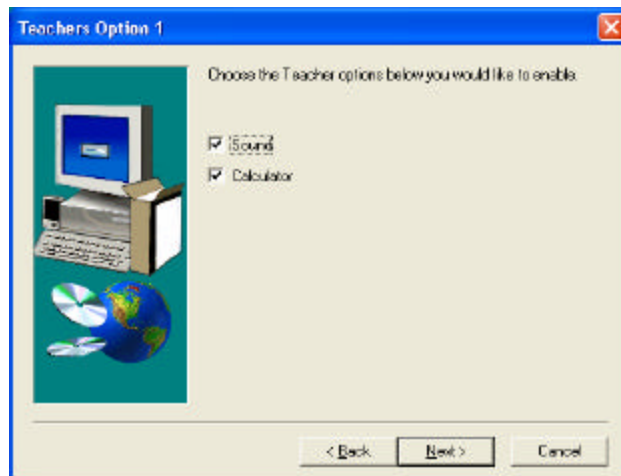 Teachers Option 1
Choose the Teacher options below you would like to enable.
Sound
Calculator
< Back
Next >
Cancel